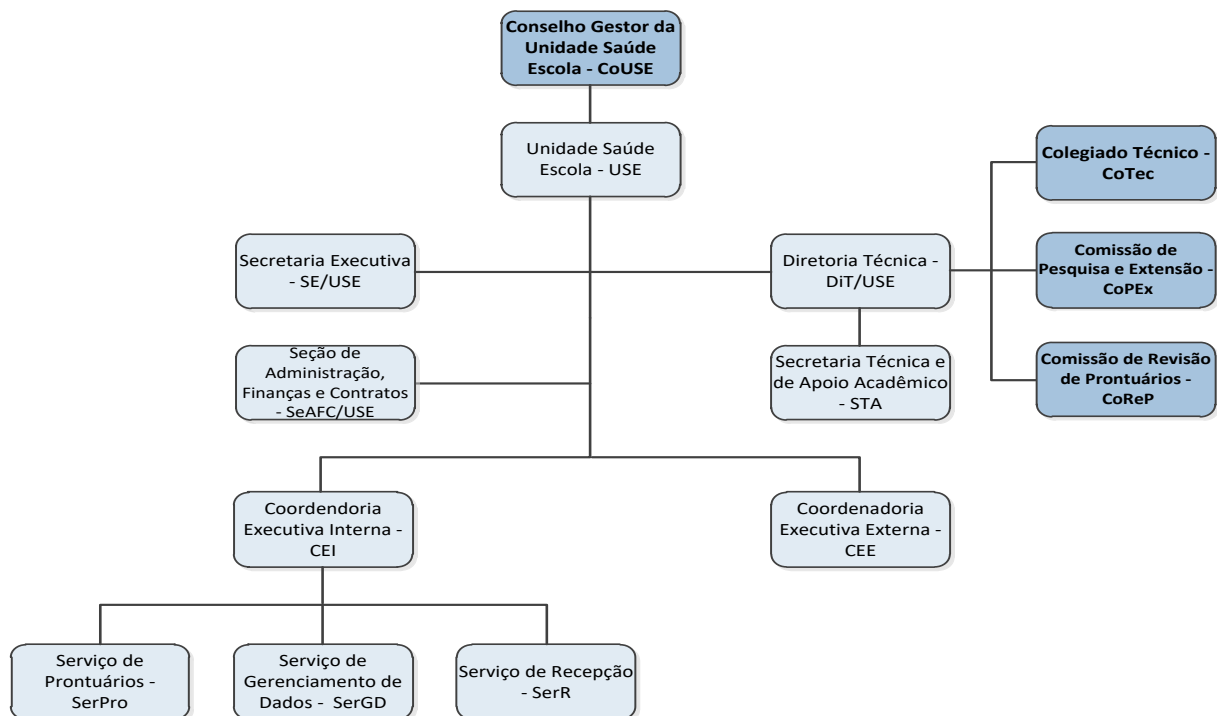 Conselho Gestor da
Unidade Saúde
Escola - CoUSE
Unidade Saúde
Escola - USE
Colegiado Técnico -
CoTec
Secretaria Executiva
- SE/USE
Diretoria Técnica -
DiT/USE
Comissão de
Pesquisa e Extensão -
CoPEx
Seção de
Administração,
Finanças e Contratos
- SeAFC/USE
Secretaria Técnica e
de Apoio Acadêmico
- STA
Comissão de Revisão
de Prontuários -
CoReP
Coordendoria
Executiva Interna -
CEI
Coordenadoria
Executiva Externa -
CEE
Serviço de
Prontuários -
SerPro
Serviço de
Gerenciamento de
Dados - SerGD
Serviço de Recepção
- SerR